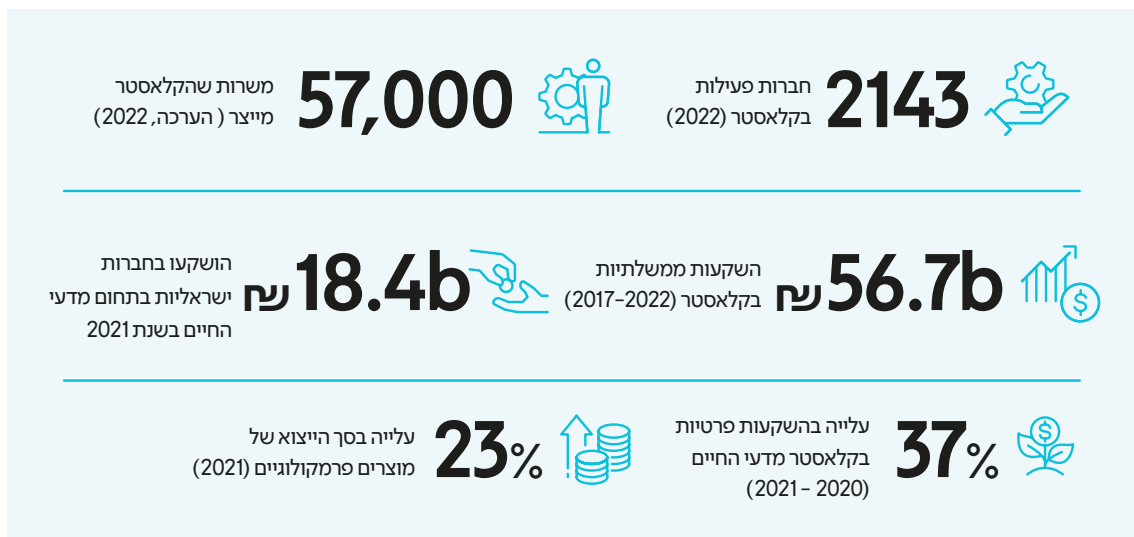 2143
חברות פעילות
בקלאסטר (2022)
57,000
משרות שהקלאסטר
מייצר ( הערכה, 2022)
₪56.7b
השקעות ממשלתיות
בקלאסטר (2017-2022)
₪18.4b
הושקעו בחברות
ישראליות בתחום מדעי
החיים בשנת 2021
37%
עלייה בהשקעות פרטיות
בקלאסטר מדעי החיים
(2021 - 2020)
23%
עלייה בסך הייצוא של
מוצרים פרמקולוגיים (2021)